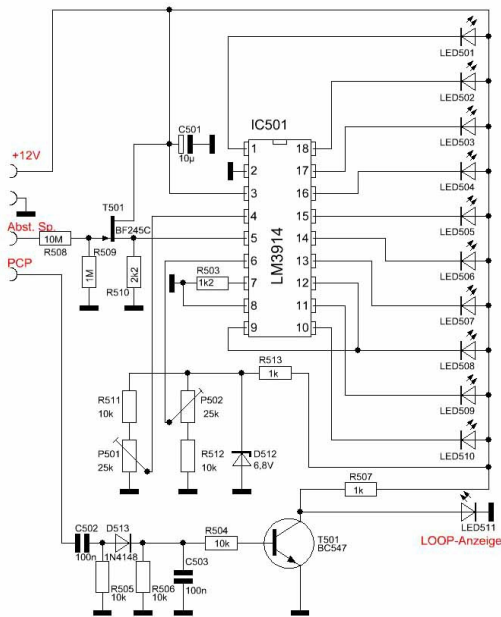 LED501
LED502
LED503
LED504
LED505
LED506
LED507
LED508
LED509
LED510
IC501
LM3914
1
2
3
4
5
6
7
8
9
18
17
16
15
14
13
12
11
10
C501
10µ
+12V
T501
BF245C
Abst. Sp.
10M
R508
R509
1M
R510
2k2
PCP
R503
1k2
R513
1k
R511
10k
P502
25k
P501
25k
R512
10k
D512
6,8V
R507
1k
LED511
LOOP-Anzeige
C502
100n
D513
1N4148
R504
10k
T501
BC547
C503
100n
R505
10k
R506
10k